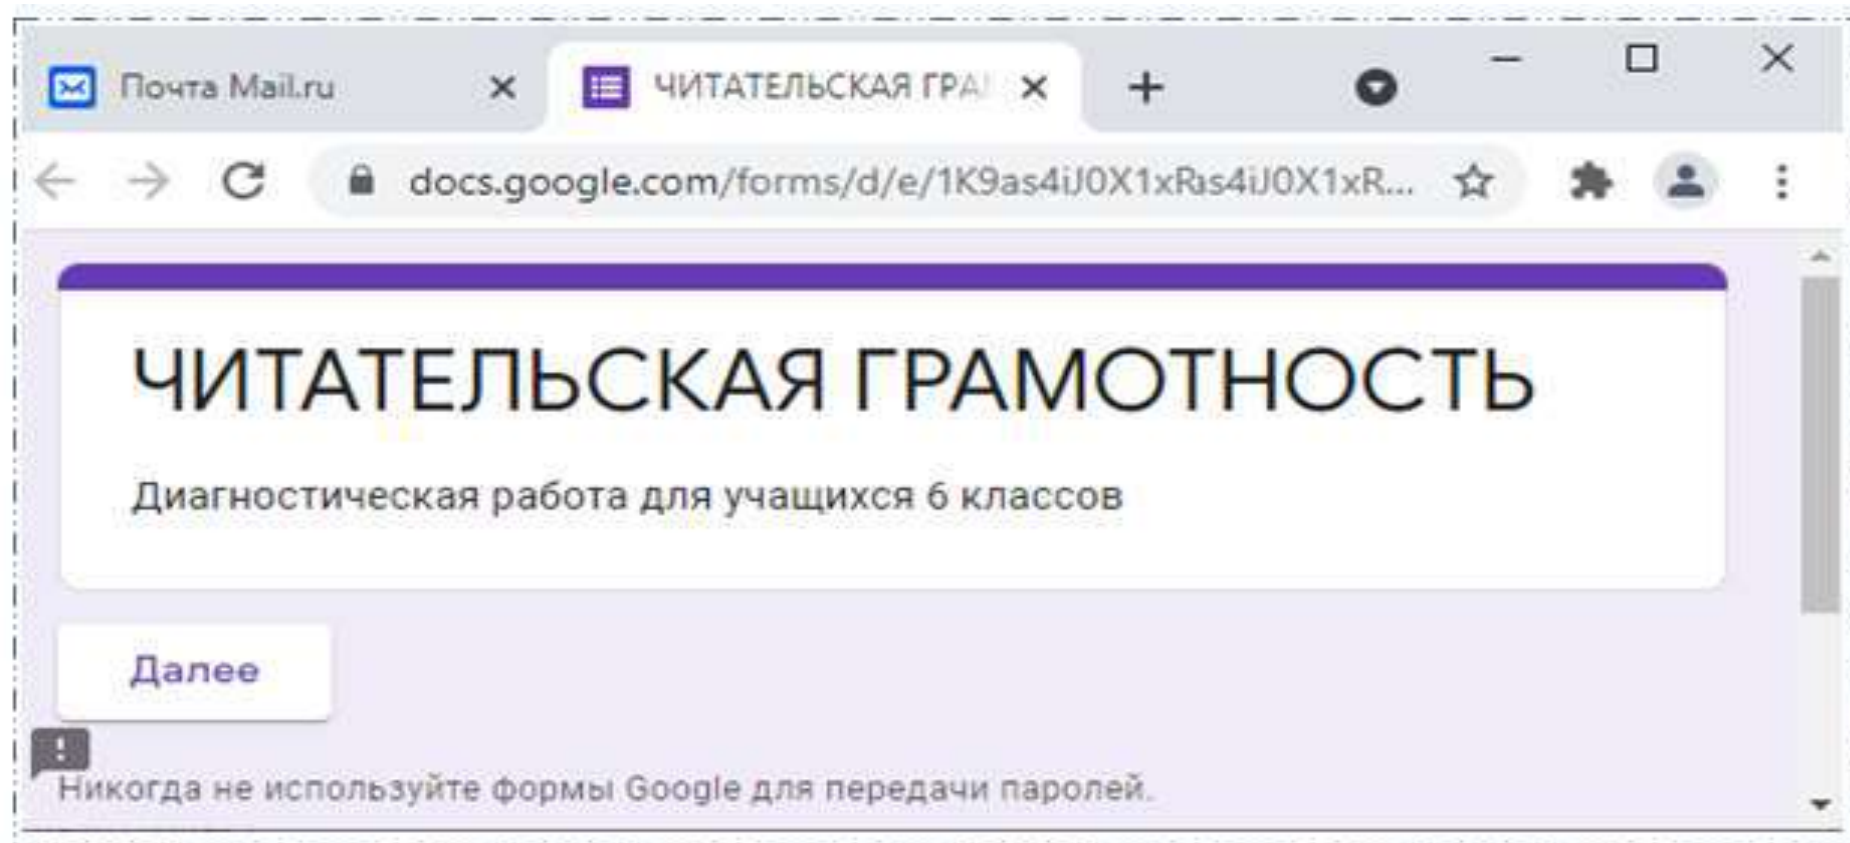 Почта Mail.ru
ЧИТАТЕЛЬСКАЯ ГРА
docs.google.com/forms/d/e/1K9as4iJ0X1xRas4iJ0X1xR...
ЧИТАТЕЛЬСКАЯ ГРАМОТНОСТЬ
Диагностическая работа для учащихся 6 классов
Далее
Никогда не используйте формы Google для передачи паролей.